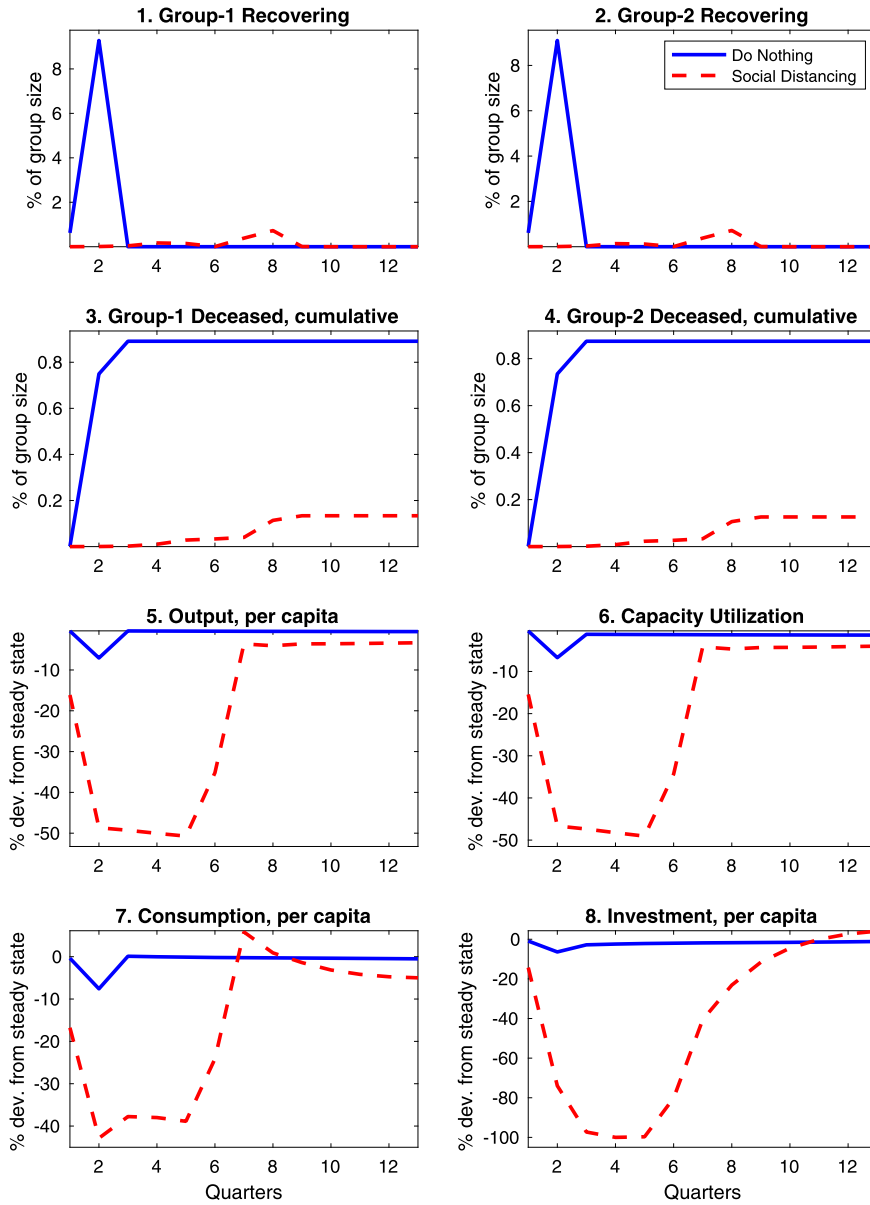 1. Group-1 Recovering
% of group size
8
6
4
2
2 4 6 8 10 12
2. Group-2 Recovering
Do Nothing
Social Distancing
% of group size
8
6
4
2
2 4 6 8 10 12
3. Group-1 Deceased, cumulative
% of group size
0.8
0.6
0.4
0.2
2 4 6 8 10 12
4. Group-2 Deceased, cumulative
% of group size
0.8
0.6
0.4
0.2
2 4 6 8 10 12
5. Output, per capita
% dev. from steady state
-10
-20
-30
-40
-50
2 4 6 8 10 12
6. Capacity Utilization
% dev. from steady state
-10
-20
-30
-40
-50
2 4 6 8 10 12
7. Consumption, per capita
% dev. from steady state
0
-10
-20
-30
-40
2 4 6 8 10 12
Quarters
8. Investment, per capita
% dev. from steady state
0
-20
-40
-60
-80
-100
2 4 6 8 10 12
Quarters